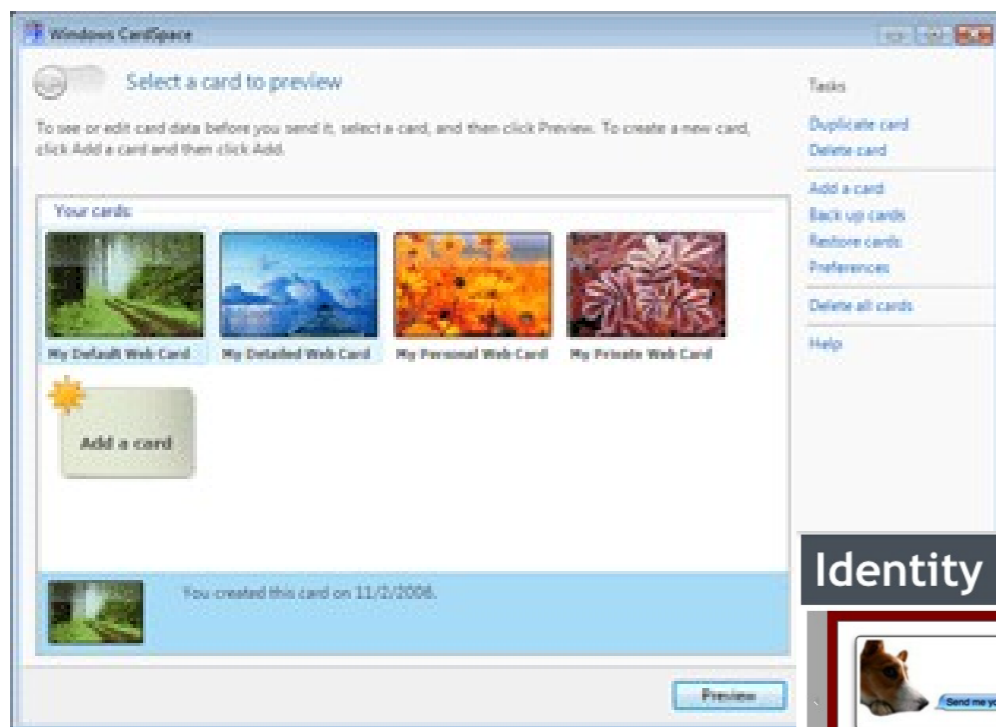 Windows CardSpace
Select a card to preview
To see or edit card data before you send it, select a card, and then click Preview. To create a new card,
click Add a card and then click Add.
Your cards:
My Default Web Card
My Detailed Web Card
My Personal Web Card
My Private Web Card
Add a card
You created this card on 11/2/2006.
Preview
Tasks
Duplicate card
Delete card
Add a card
Back up cards
Restore cards
Preferences
Delete all cards
Help
Identity
Send me